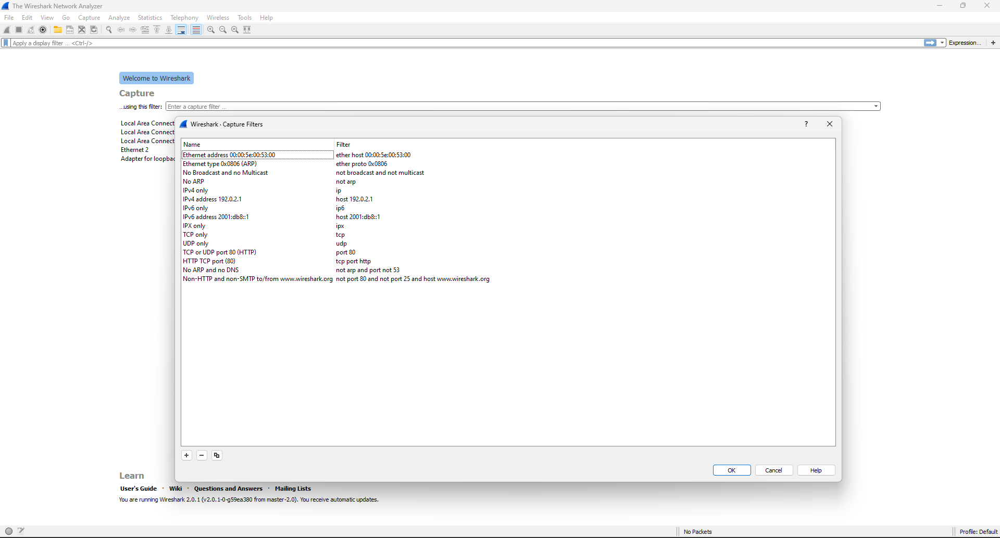 The Wireshark Network Analyzer
File Edit View Go Capture Analyze Statistics Telephony Wireless Tools Help
Apply a display filter ... <Ctrl-/> Expression... +
Welcome to Wireshark
Capture
...using this filter: Enter a capture filter ...
Local Area Connect
Local Area Connect
Local Area Connect
Ethernet 2
Adapter for loopbac
Wireshark · Capture Filters ?
Name Filter
Ethernet address 00:00:5e:00:53:00 ether host 00:00:5e:00:53:00
Ethernet type 0x0806 (ARP) ether proto 0x0806
No Broadcast and no Multicast not broadcast and not multicast
No ARP not arp
IPv4 only ip
IPv4 address 192.0.2.1 host 192.0.2.1
IPv6 only ip6
IPv6 address 2001:db8::1 host 2001:db8::1
IPX only ipx
TCP only tcp
UDP only udp
TCP or UDP port 80 (HTTP) port 80
HTTP TCP port (80) tcp port http
No ARP and no DNS not arp and port not 53
Non-HTTP and non-SMTP to/from www.wireshark.org not port 80 and not port 25 and host www.wireshark.org
OK Cancel Help
Learn
User's Guide · Wiki · Questions and Answers · Mailing Lists
You are running Wireshark 2.0.1 (v2.0.1-0-g59ea380 from master-2.0). You receive automatic updates.
No Packets Profile: Default